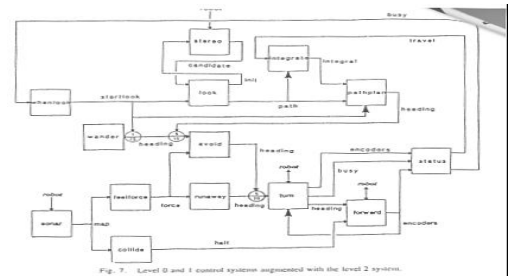 robot
busy
stereo
travel
integrate
integral
candidate
init
look
pathplan
whenlook
startlook
path
heading
wander
heading
avoid
heading
encoders
status
robot
busy
robot
feelforce
runaway
turn
robot
force
heading
heading
forward
sonar
map
encoders
collide
halt
Fig. 7. Level 0 and 1 control systems augmented with the level 2 system.